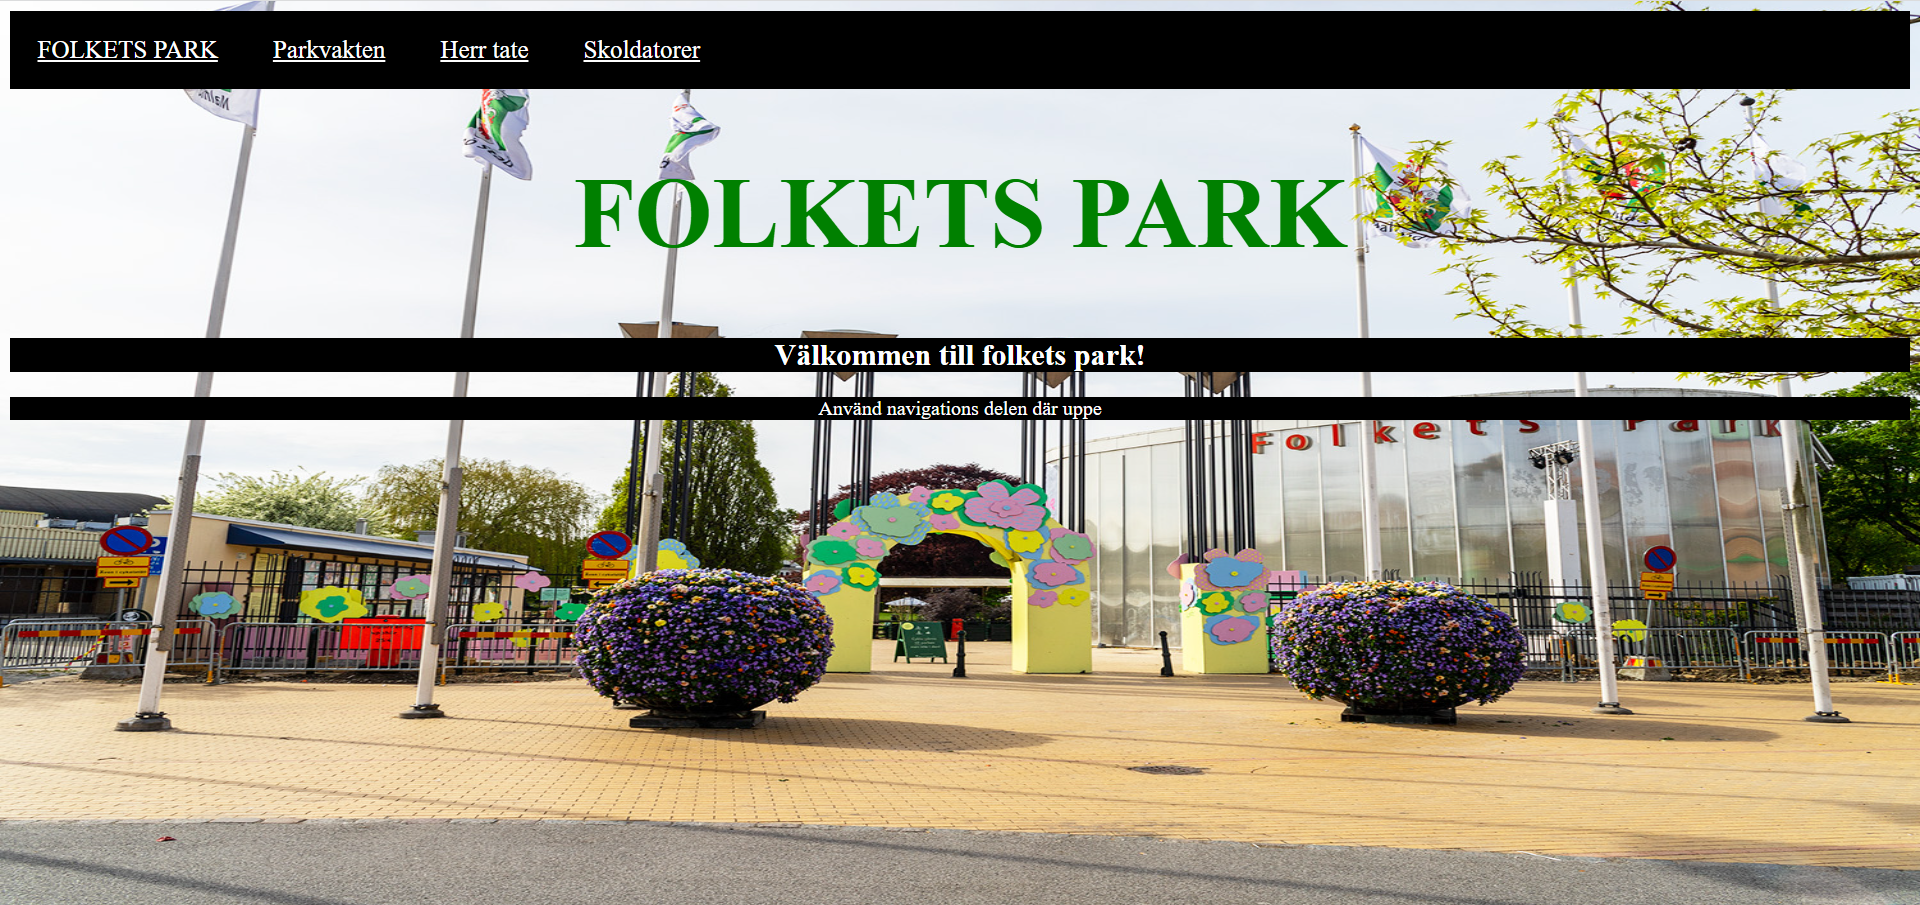 FOLKETS PARK Parkvakten Herr tate Skoldatorer
FOLKETS PARK
Välkommen till folkets park!
Använd navigations delen där uppe
Folkets Park